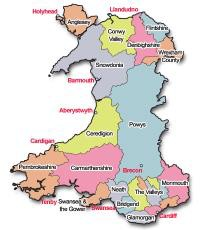 Holyhead
Llandudno
Anglesey
Flintshire
Conwy
Valley
Denbighshire
Wrexham
County
Snowdonia
Barmouth
Aberystwyth
Powys
Cardigan
Ceredigion
Pembrokeshire
Carmarthenshire
Brecon
Monmouth
Tenby
Swansea &
the Gower
Swansea
Neath
The Valleys
Bridgend
Glamorgan
Cardiff